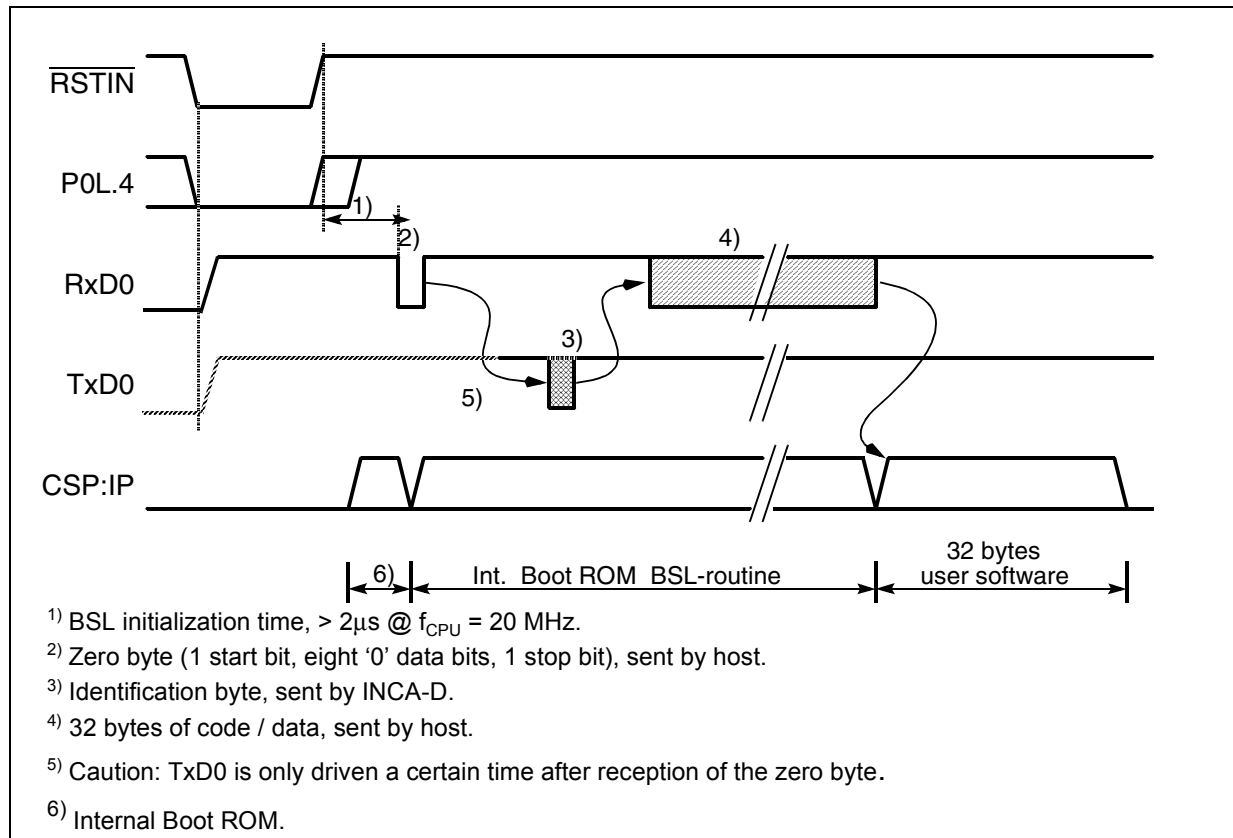 RSTIN
P0L.4
1)
2)
4)
RxD0
3)
TxD0
5)
CSP:IP
6)
Int. Boot ROM BSL-routine
32 bytes
user software
1) BSL initialization time, > 2μs @ fCPU = 20 MHz.
2) Zero byte (1 start bit, eight ‘0’ data bits, 1 stop bit), sent by host.
3) Identification byte, sent by INCA-D.
4) 32 bytes of code / data, sent by host.
5) Caution: TxD0 is only driven a certain time after reception of the zero byte.
6) Internal Boot ROM.